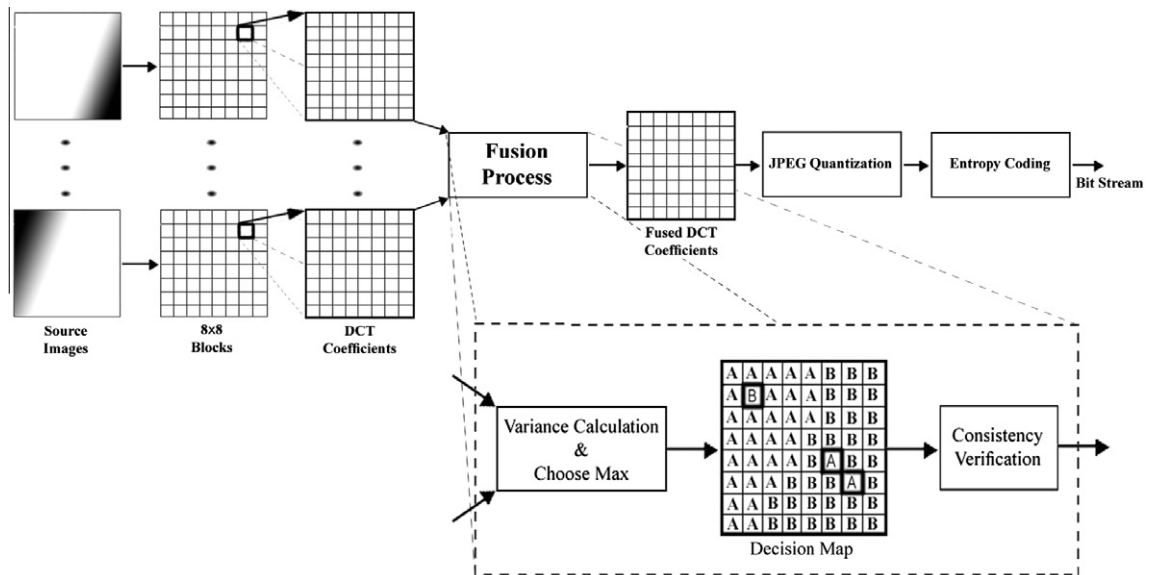 Source
Images
8x8
Blocks
DCT
Coefficients
Fusion
Process
Fused DCT
Coefficients
JPEG Quantization
Entropy Coding
Bit Stream
Variance Calculation
&
Choose Max
A A A A A B B B
A B A A A B B B
A A A A A B B B
A A A A B B B B
A A A A B A B B
A A A B B B A B
A A B B B B B B
A A B B B B B B
Decision Map
Consistency
Verification